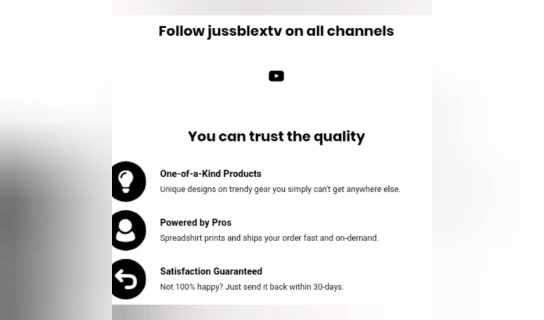 Follow jussblextv on all channels
You can trust the quality
One-of-a-Kind Products
Unique designs on trendy gear you simply can't get anywhere else.
Powered by Pros
Spreadshirt prints and ships your order fast and on-demand.
Satisfaction Guaranteed
Not 100% happy? Just send it back within 30-days.